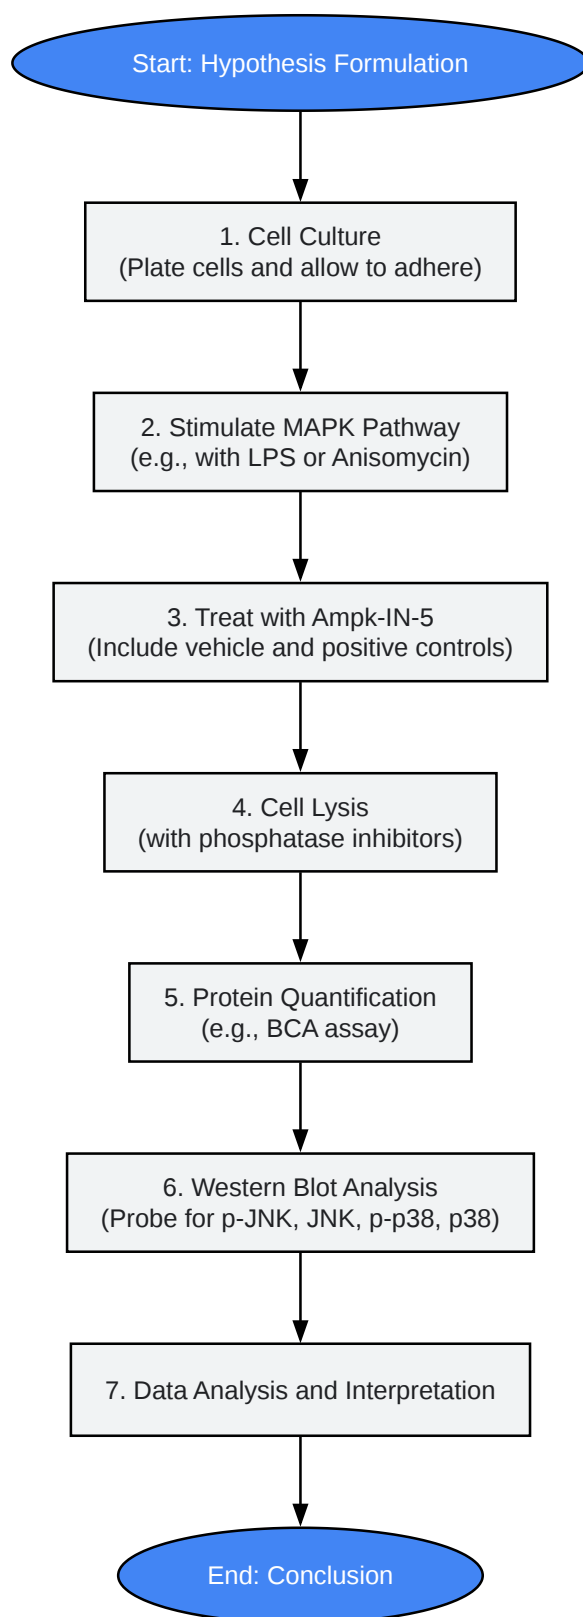 Start: Hypothesis Formulation
1. Cell Culture
(Plate cells and allow to adhere)
2. Stimulate MAPK Pathway
(e.g., with LPS or Anisomycin)
3. Treat with Ampk-IN-5
(Include vehicle and positive controls)
4. Cell Lysis
(with phosphatase inhibitors)
5. Protein Quantification
(e.g., BCA assay)
6. Western Blot Analysis
(Probe for p-JNK, JNK, p-p38, p38)
7. Data Analysis and Interpretation
End: Conclusion